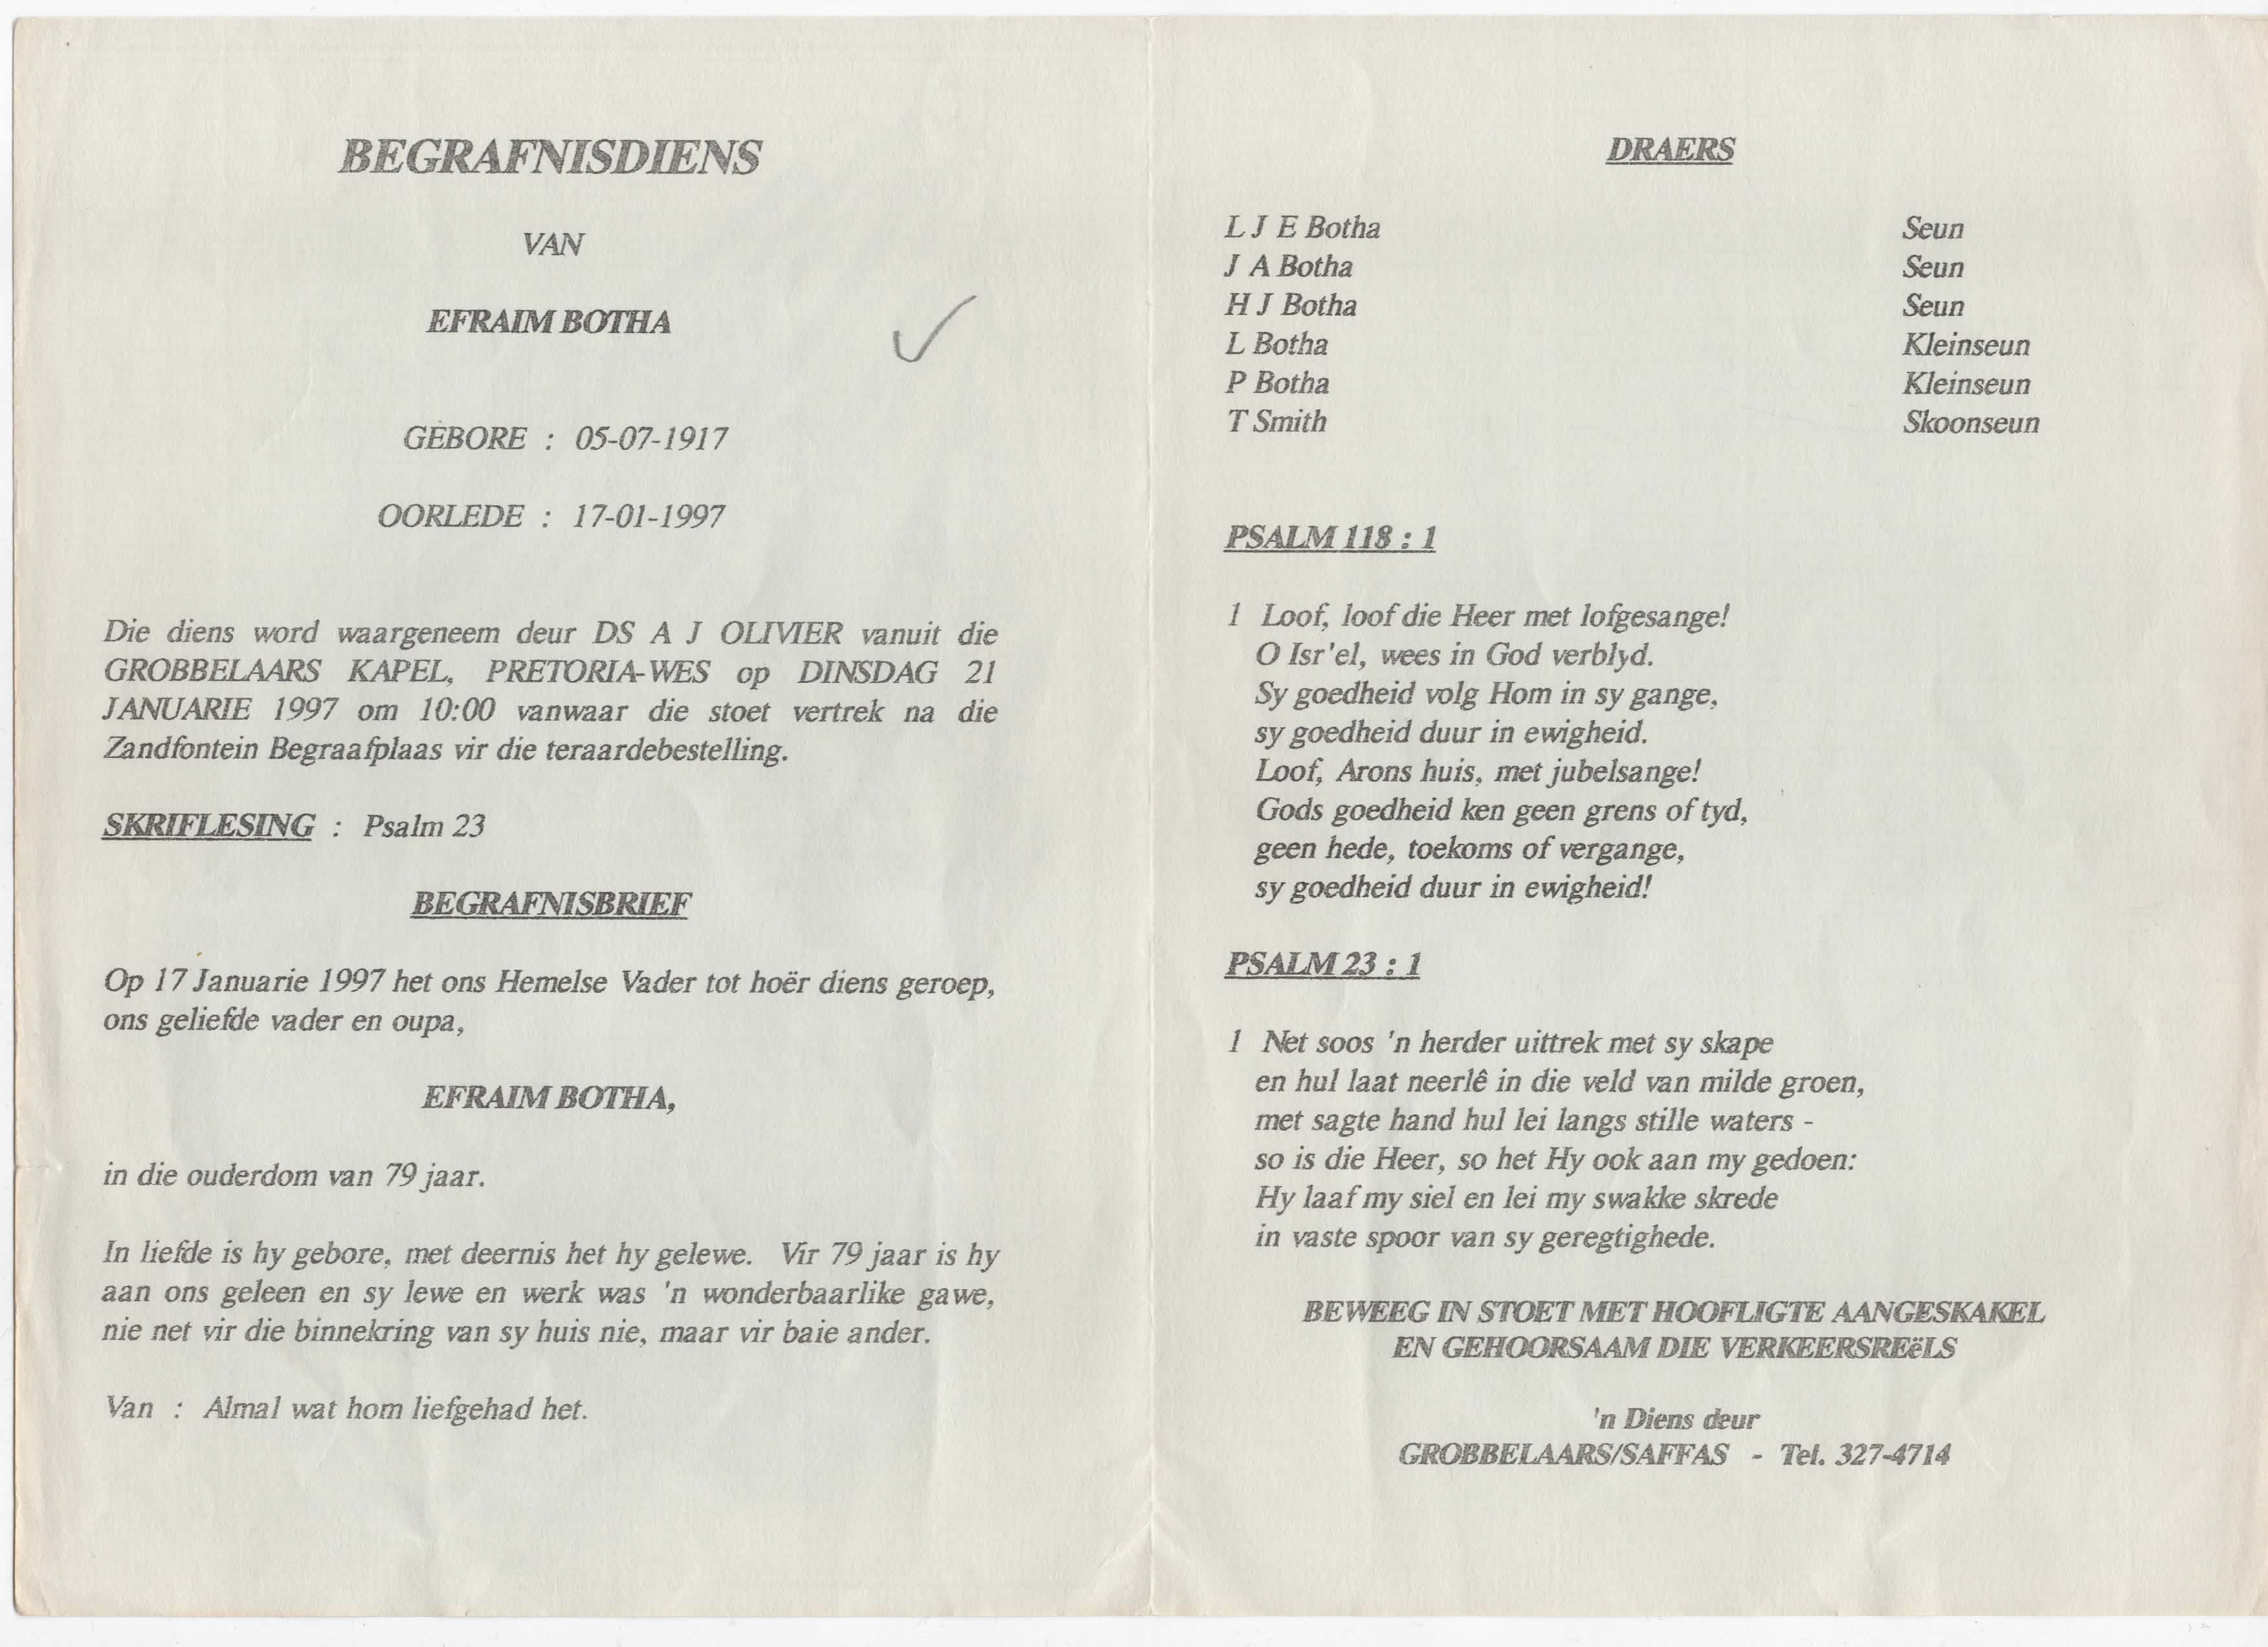 BEGRAFNISDIENS
VAN
EFRAIM BOTHA
GEBORE : 05-07-1917
OORLEDE : 17-01-1997
Die diens word waargeneem deur DS A J OLIVIER vanuit die
GROBBELAARS KAPEL, PRETORIA-WES op DINSDAG 21
JANUARIE 1997 om 10:00 vanwaar die stoet vertrek na die
Zandfontein Begraafplaas vir die teraardebestelling.
SKRIFLESING : Psalm 23
BEGRAFNISBRIEF
Op 17 Januarie 1997 het ons Hemelse Vader tot hoër diens geroep,
ons geliefde vader en oupa,
EFRAIM BOTHA,
in die ouderdom van 79 jaar.
In liefde is hy gebore, met deernis het hy gelewe. Vir 79 jaar is hy
aan ons geleen en sy lewe en werk was 'n wonderbaarlike gawe,
nie net vir die binnekring van sy huis nie, maar vir baie ander.
Van : Almal wat hom liefgehad het.
DRAERS
L J E Botha Seun
J A Botha Seun
H J Botha Seun
L Botha Kleinseun
P Botha Kleinseun
T Smith Skoonseun
PSALM 118 : 1
1 Loof, loof die Heer met lofgesange!
O Isr'el, wees in God verblyd.
Sy goedheid volg Hom in sy gange,
sy goedheid duur in ewigheid.
Loof, Arons huis, met jubelsange!
Gods goedheid ken geen grens of tyd,
geen hede, toekoms of vergange,
sy goedheid duur in ewigheid!
PSALM 23 : 1
1 Net soos 'n herder uittrek met sy skape
en hul laat neerlê in die veld van milde groen,
met sagte hand hul lei langs stille waters -
so is die Heer, so het Hy ook aan my gedoen:
Hy laaf my siel en lei my swakke skrede
in vaste spoor van sy geregtighede.
BEWEEG IN STOET MET HOOFLIGTE AANGESKAKEL
EN GEHOORSAAM DIE VERKEERSREëLS
'n Diens deur
GROBBELAARS/SAFFAS - Tel. 327-4714